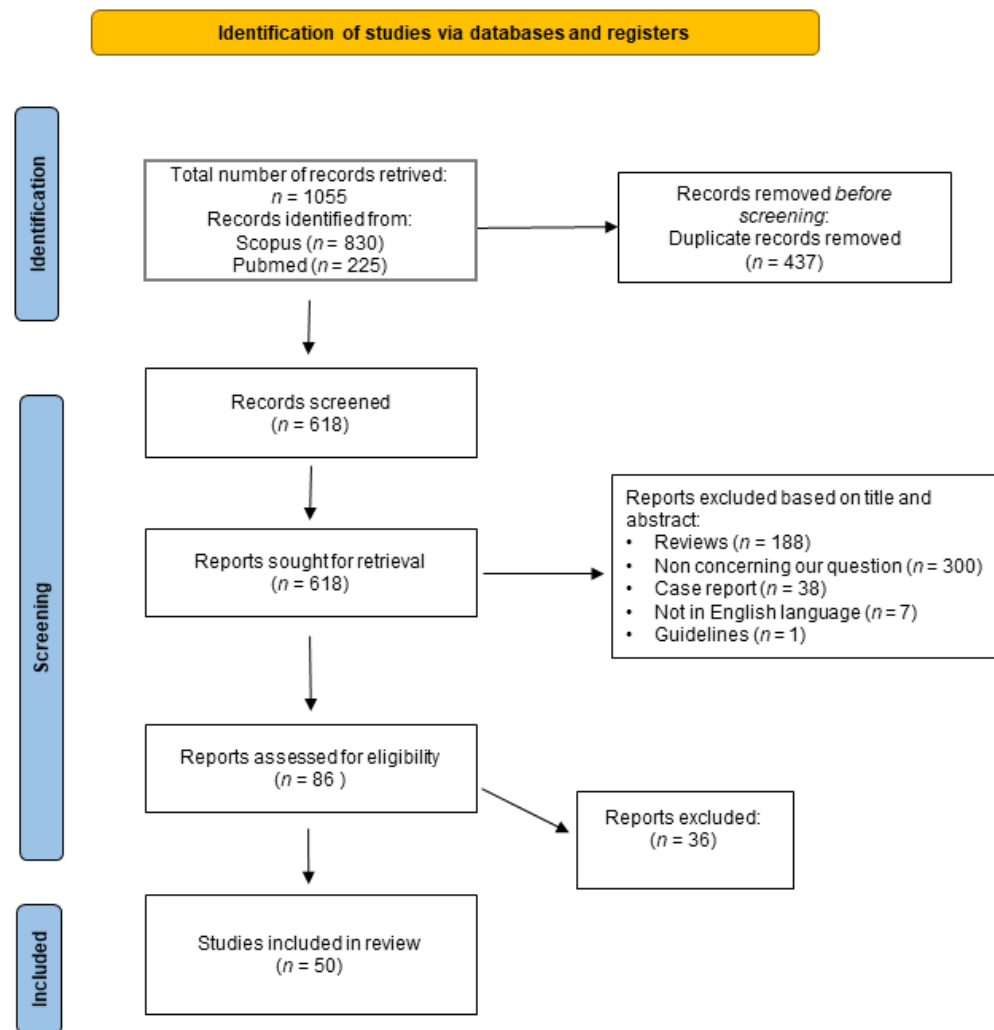 Identification of studies via databases and registers
Identification
Total number of records retrived:
n = 1055
Records identified from:
Scopus (n = 830)
Pubmed (n = 225)
Records removed before
screening:
Duplicate records removed
(n = 437)
Screening
Records screened
(n = 618)
Reports sought for retrieval
(n = 618)
Reports excluded based on title and
abstract:
• Reviews (n = 188)
• Non concerning our question (n = 300)
• Case report (n = 38)
• Not in English language (n = 7)
• Guidelines (n = 1)
Reports assessed for eligibility
(n = 86 )
Reports excluded:
(n = 36)
Included
Studies included in review
(n = 50)